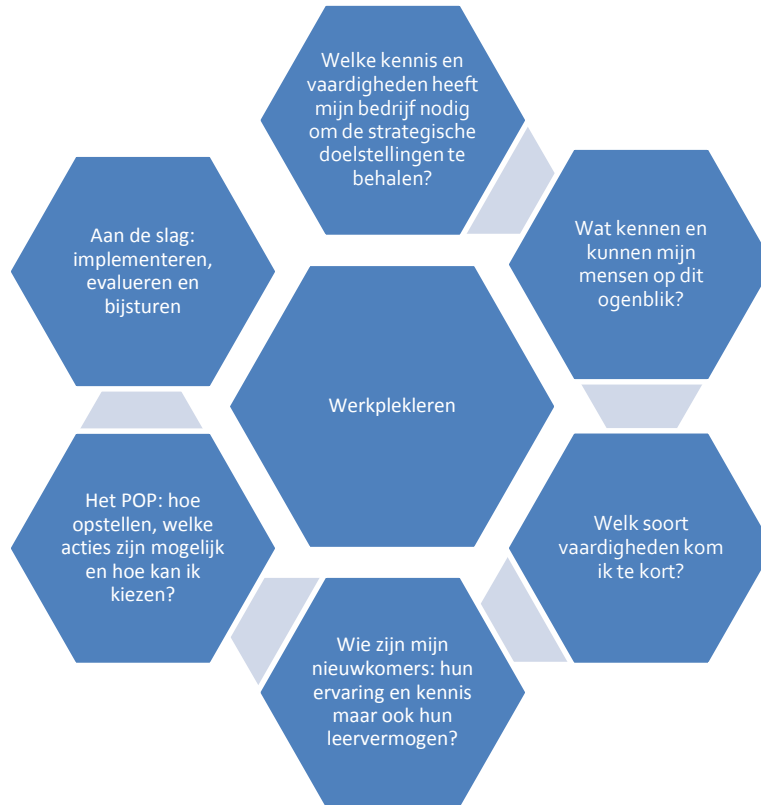 Welke kennis en
vaardigheden heeft
mijn bedrijf nodig
om de strategische
doelstellingen te
behalen?
Wat kennen en
kunnen mijn
mensen op dit
ogenblik?
Welk soort
vaardigheden kom
ik te kort?
Wie zijn mijn
nieuwkomers: hun
ervaring en kennis
maar ook hun
leervermogen?
Het POP: hoe
opstellen, welke
acties zijn mogelijk
en hoe kan ik
kiezen?
Aan de slag:
implementeren,
evalueren en
bijsturen
Werkplekleren